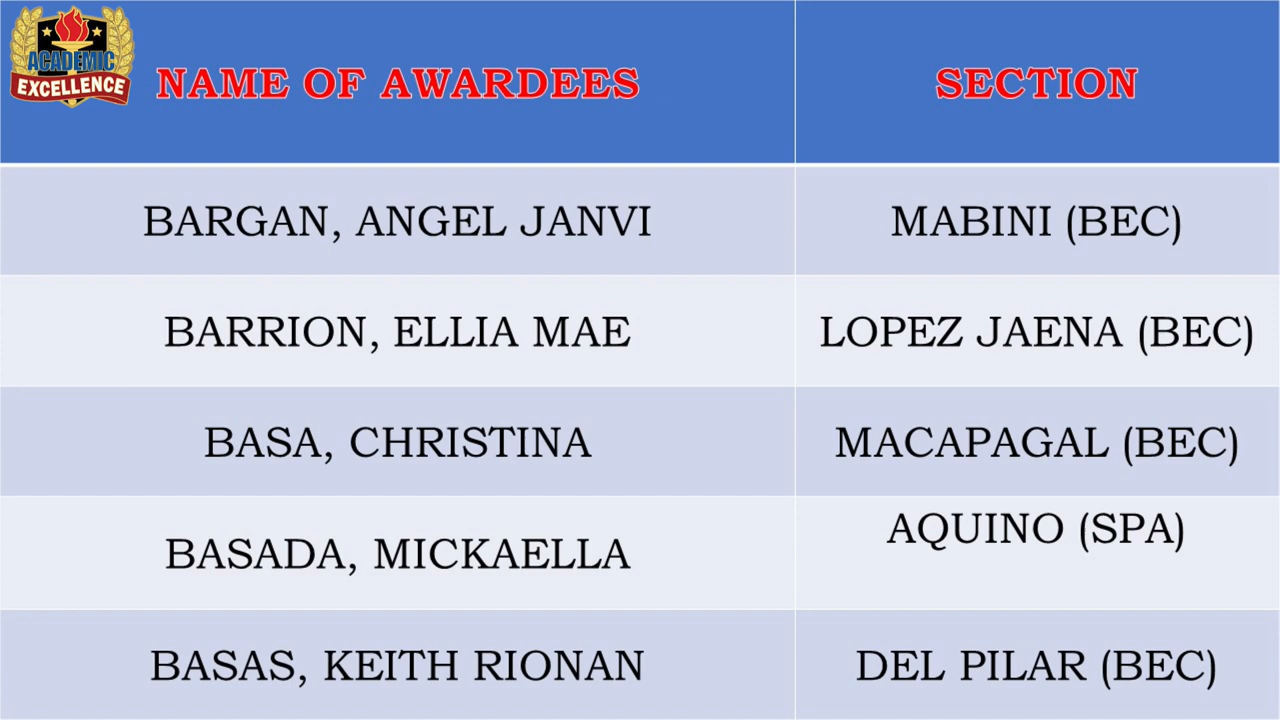 ACADEMIC
EXCELLENCE
NAME OF AWARDEES SECTION
BARGAN, ANGEL JANVI MABINI (BEC)
BARRION, ELLIA MAE LOPEZ JAENA (BEC)
BASA, CHRISTINA MACAPAGAL (BEC)
BASADA, MICKAELLA AQUINO (SPA)
BASAS, KEITH RIONAN DEL PILAR (BEC)